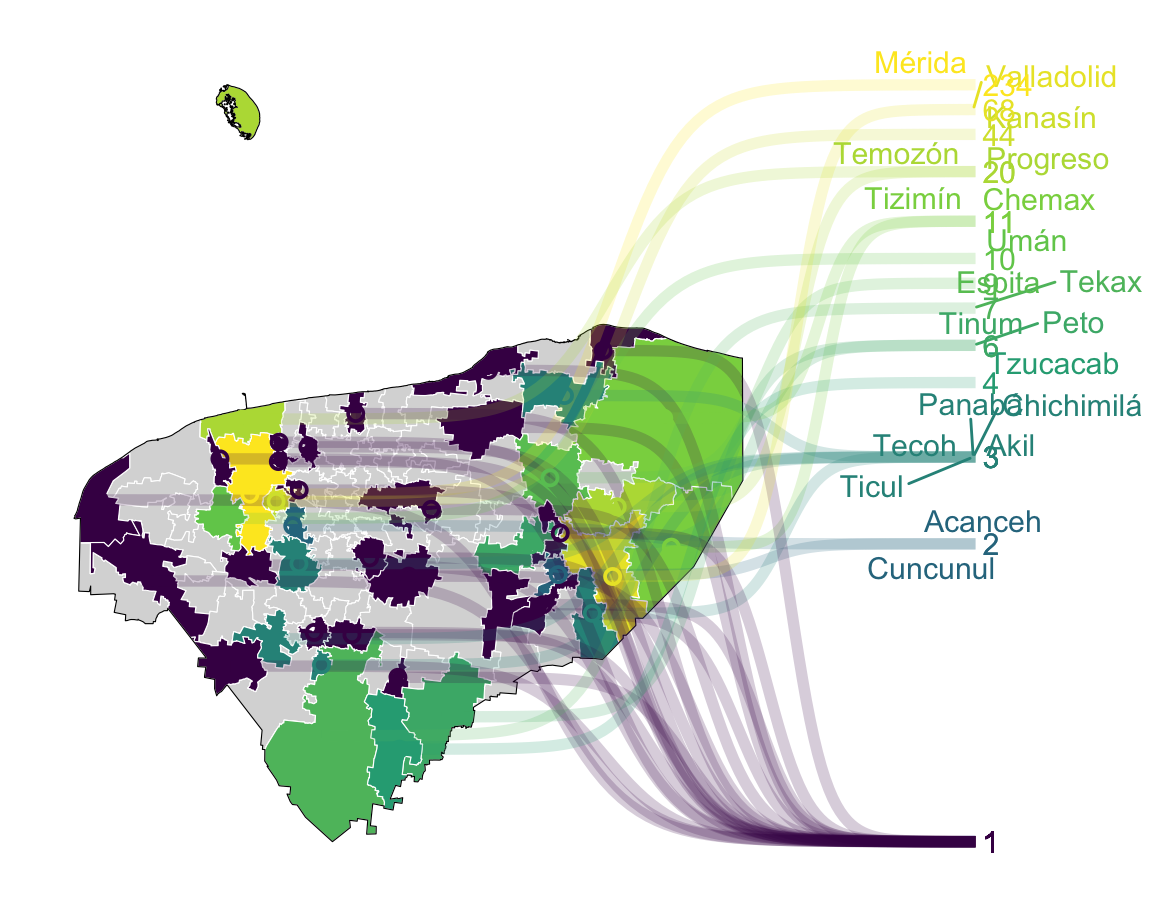 Mérida
Valladolid
234
68
Kanasín
44
Temozón
Progreso
20
Tizimín
Chemax
11
Umán
10
9
Espita
Tekax
7
Tinum
Peto
6
Tzucacab
4
Panabá
Chichimilá
Tecoh
Akil
3
Ticul
Acanceh
2
Cuncunul
1